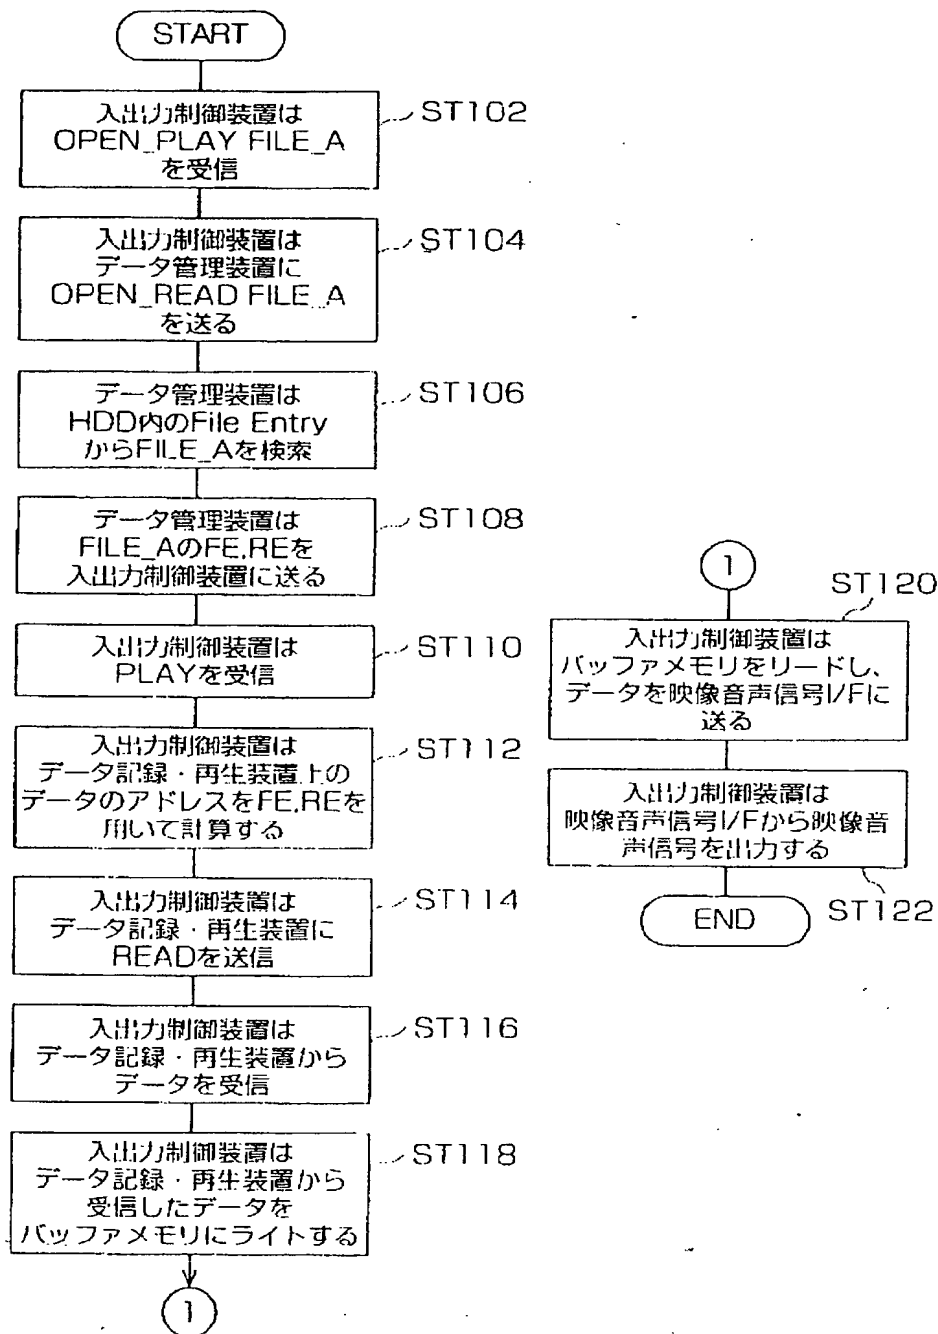 START
入出力制御装置は
OPEN_PLAY FILE_A
を受信
ST102
入出力制御装置は
データ管理装置に
OPEN_READ FILE_A
を送る
ST104
データ管理装置は
HDD内のFile Entry
からFILE_Aを検索
ST106
データ管理装置は
FILE_AのFE,REを
入出力制御装置に送る
ST108
入出力制御装置は
PLAYを受信
ST110
入出力制御装置は
データ記録・再生装置上の
データのアドレスをFE,REを
用いて計算する
ST112
入出力制御装置は
データ記録・再生装置に
READを送信
ST114
入出力制御装置は
データ記録・再生装置から
データを受信
ST116
入出力制御装置は
データ記録・再生装置から
受信したデータを
バッファメモリにライトする
ST118
1
1
ST120
入出力制御装置は
バッファメモリをリードし、
データを映像音声信号I/Fに
送る
入出力制御装置は
映像音声信号I/Fから映像音
声信号を出力する
ST122
END